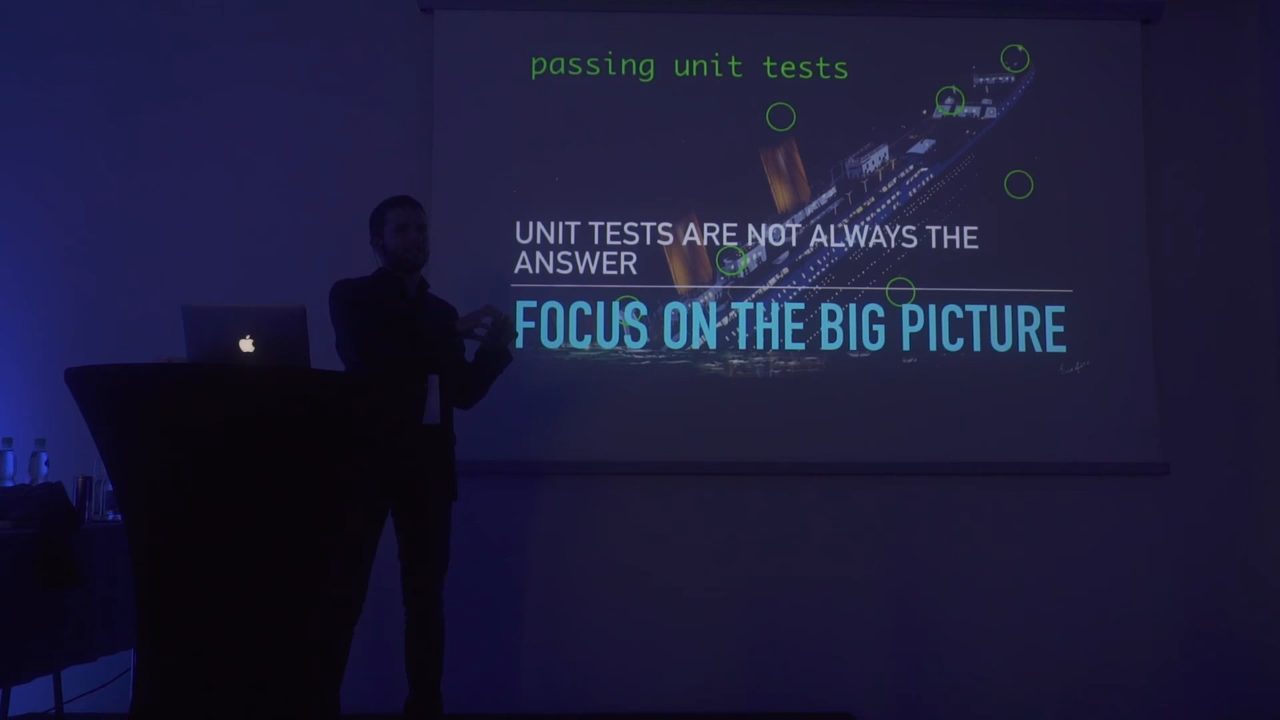 passing unit tests
UNIT TESTS ARE NOT ALWAYS THE
ANSWER
FOCUS ON THE BIG PICTURE